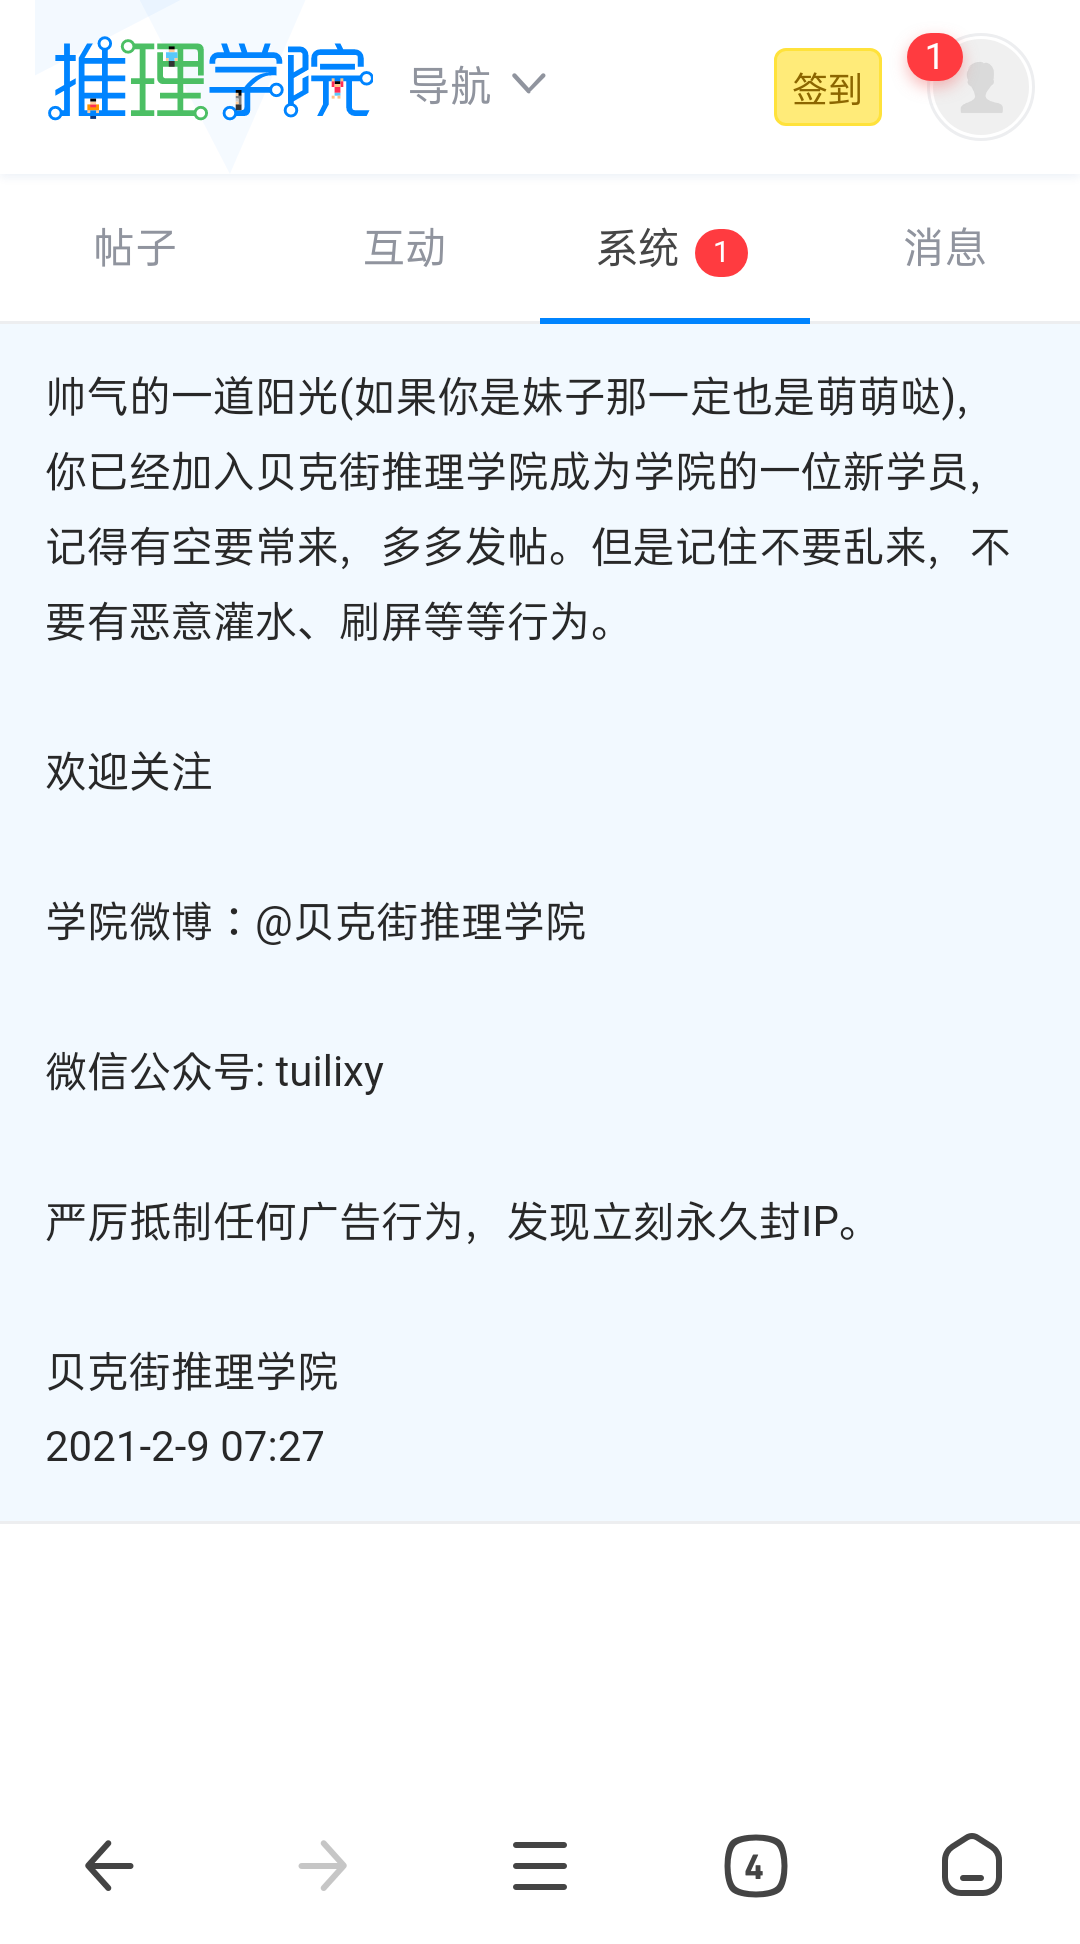 推理学院 导航 签到 1
帖子 互动 系统 1 消息
帅气的一道阳光(如果你是妹子那一定也是萌萌哒),
你已经加入贝克街推理学院成为学院的一位新学员,
记得有空要常来，多多发帖。但是记住不要乱来，不
要有恶意灌水、刷屏等等行为。
欢迎关注
学院微博：@贝克街推理学院
微信公众号: tuilixy
严厉抵制任何广告行为，发现立刻永久封IP。
贝克街推理学院
2021-2-9 07:27
4